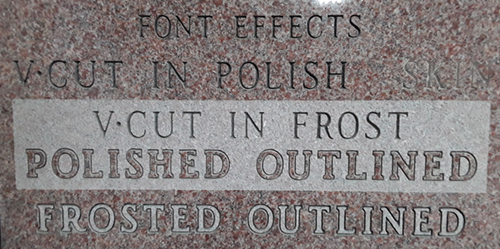 FONT EFFECTS
V·CUT IN POLISH SKIN
V·CUT IN FROST
POLISHED OUTLINED
FROSTED OUTLINED